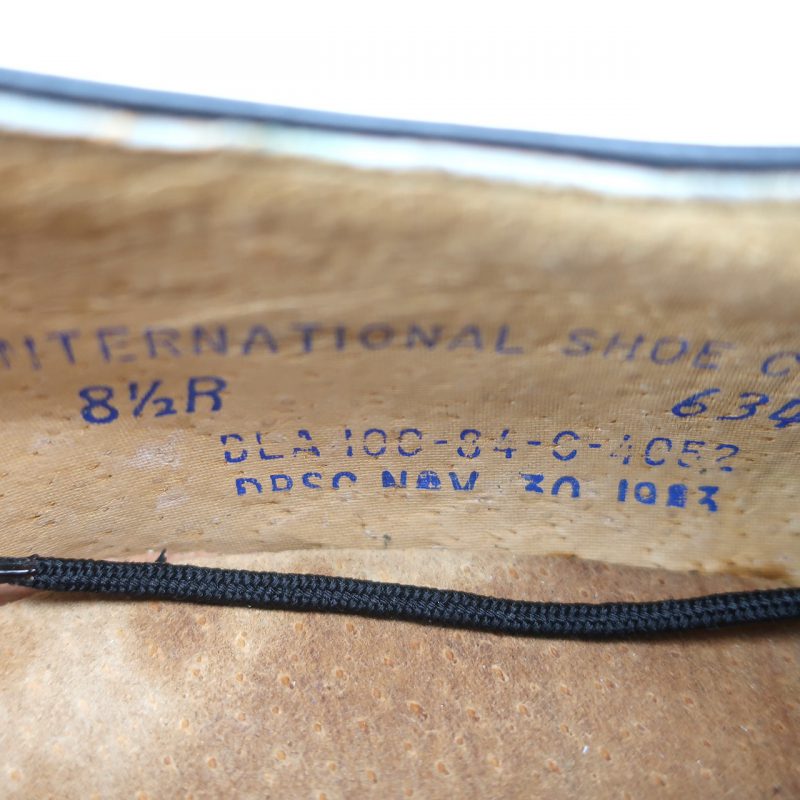 INTERNATIONAL SHOE C
8½R 634
DLA 100-84-C-4052
DPSC NOV. 30 1983